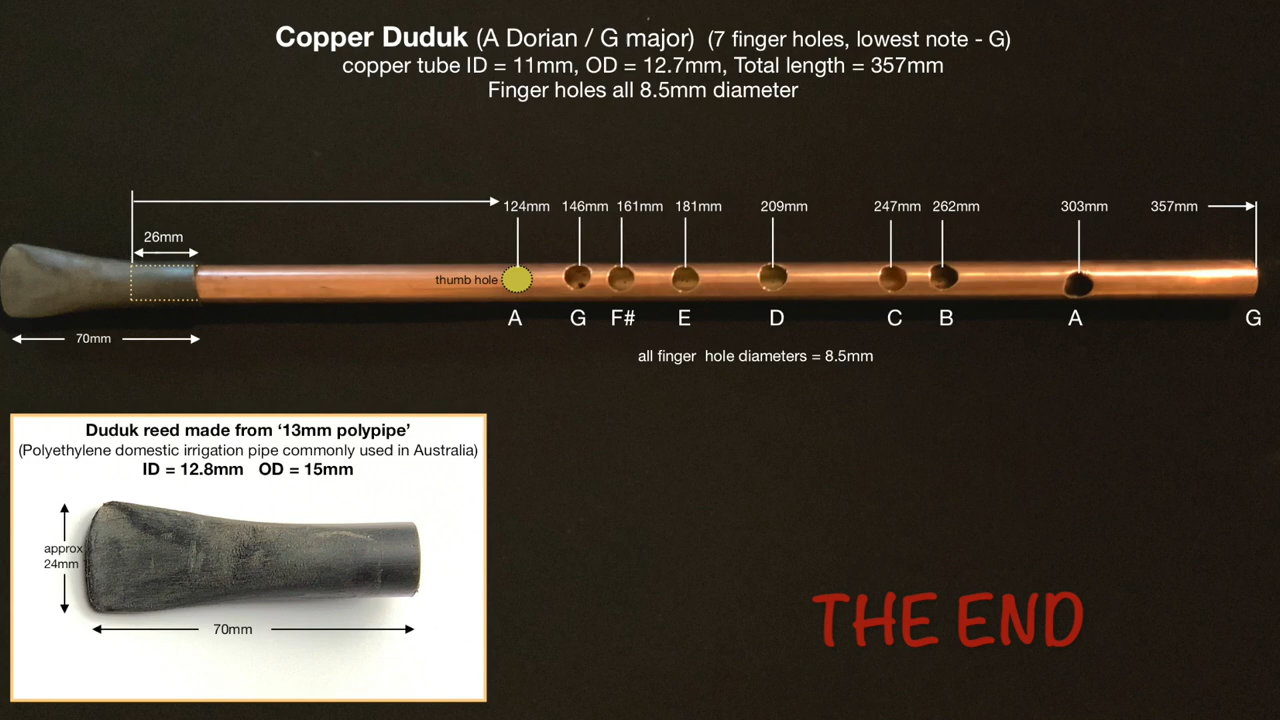 Copper Duduk (A Dorian / G major) (7 finger holes, lowest note - G)
copper tube ID = 11mm, OD = 12.7mm, Total length = 357mm
Finger holes all 8.5mm diameter
124mm 146mm 161mm 181mm 209mm 247mm 262mm 303mm 357mm
26mm
thumb hole
A G F# E D C B A G
70mm
all finger hole diameters = 8.5mm
Duduk reed made from ‘13mm polypipe’
(Polyethylene domestic irrigation pipe commonly used in Australia)
ID = 12.8mm OD = 15mm
approx
24mm
70mm
THE END